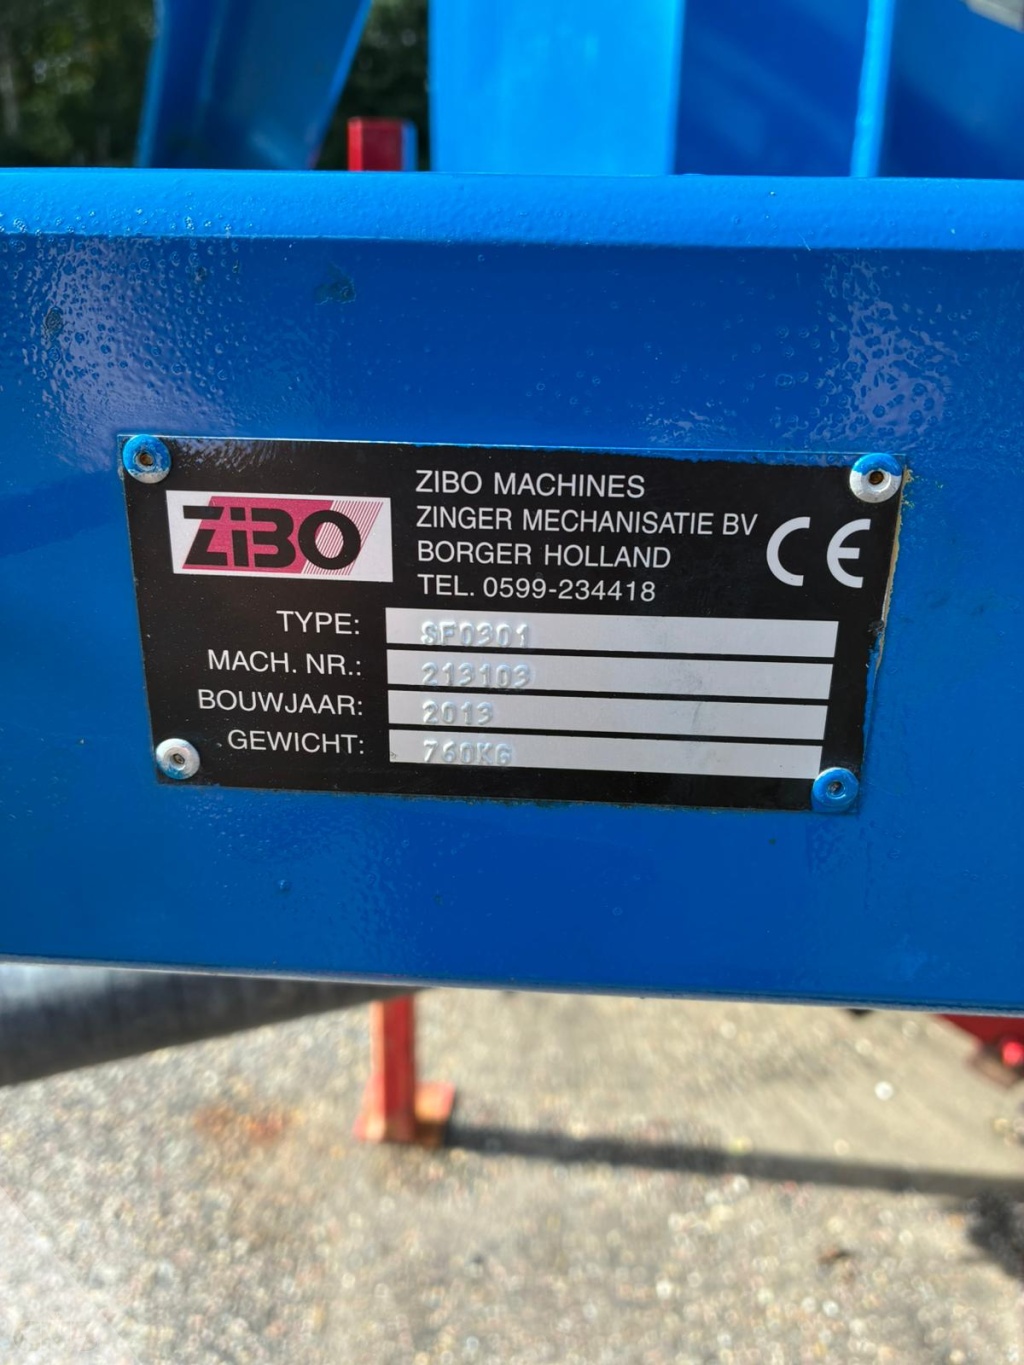 ZIBO
ZIBO MACHINES
ZINGER MECHANISATIE BV
BORGER HOLLAND
TEL. 0599-234418
CE
TYPE: SF0301
MACH. NR.: 213103
BOUWJAAR: 2013
GEWICHT: 760KG